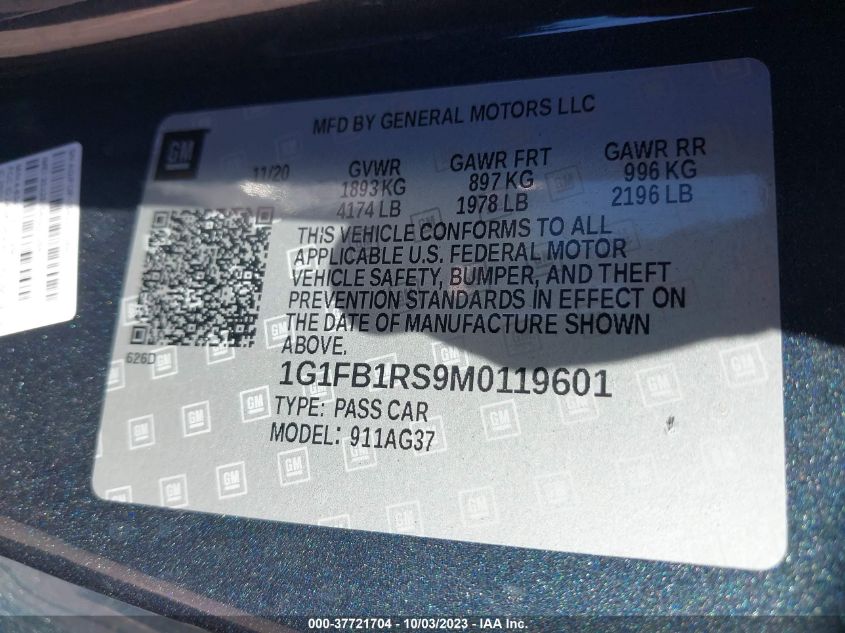 MFD BY GENERAL MOTORS LLC
GM
11/20 GVWR GAWR FRT GAWR RR
1893 KG 897 KG 996 KG
4174 LB 1978 LB 2196 LB
THIS VEHICLE CONFORMS TO ALL
APPLICABLE U.S. FEDERAL MOTOR
VEHICLE SAFETY, BUMPER, AND THEFT
PREVENTION STANDARDS IN EFFECT ON
THE DATE OF MANUFACTURE SHOWN
ABOVE.
626D
1G1FB1RS9M0119601
TYPE: PASS CAR
MODEL: 911AG37
000-37721704 - 10/03/2023 - IAA Inc.